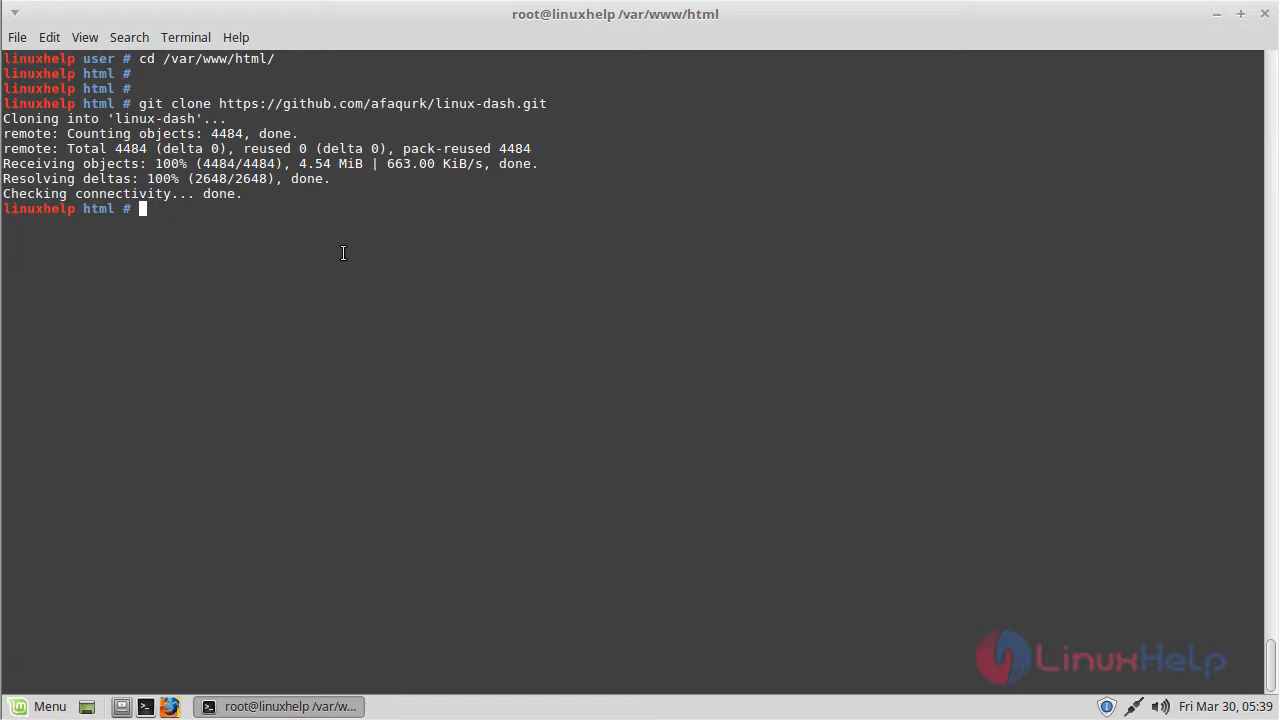 root@linuxhelp /var/www/html
File Edit View Search Terminal Help
linuxhelp user # cd /var/www/html/
linuxhelp html #
linuxhelp html #
linuxhelp html # git clone https://github.com/afaqurk/linux-dash.git
Cloning into 'linux-dash'...
remote: Counting objects: 4484, done.
remote: Total 4484 (delta 0), reused 0 (delta 0), pack-reused 4484
Receiving objects: 100% (4484/4484), 4.54 MiB | 663.00 KiB/s, done.
Resolving deltas: 100% (2648/2648), done.
Checking connectivity... done.
linuxhelp html #
LinuxHelp
Menu root@linuxhelp /var/w... Fri Mar 30, 05:39